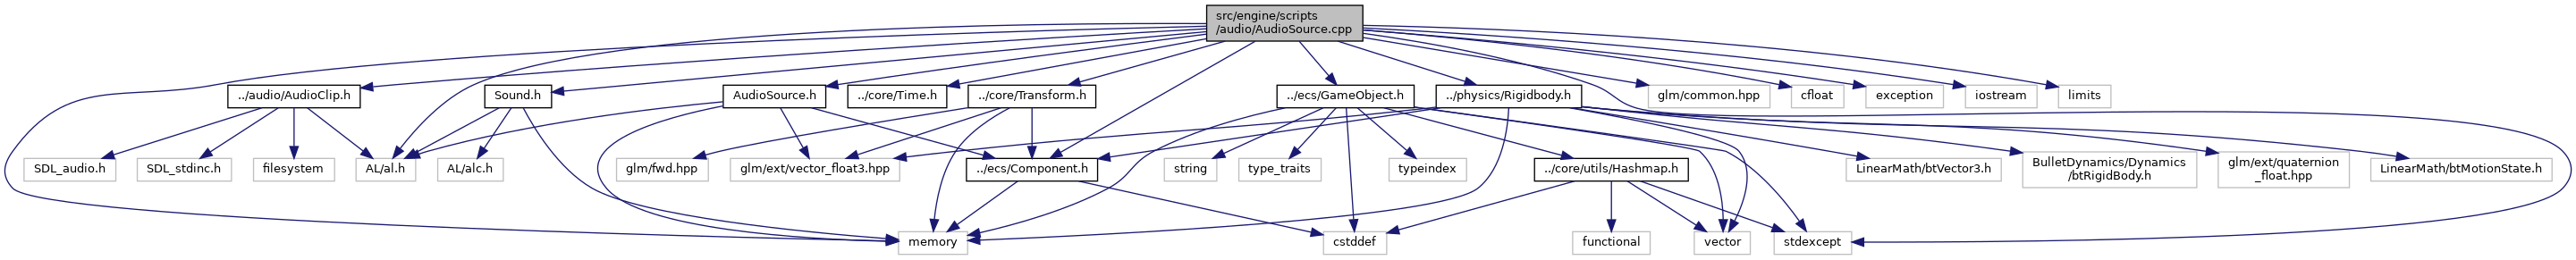 src/engine/scripts
/audio/AudioSource.cpp
../audio/AudioClip.h
Sound.h
AudioSource.h
../core/Time.h
../core/Transform.h
../ecs/GameObject.h
../physics/Rigidbody.h
glm/common.hpp
cfloat
exception
iostream
limits
SDL_audio.h
SDL_stdinc.h
filesystem
AL/al.h
AL/alc.h
glm/fwd.hpp
glm/ext/vector_float3.hpp
../ecs/Component.h
string
type_traits
typeindex
../core/utils/Hashmap.h
LinearMath/btVector3.h
BulletDynamics/Dynamics
/btRigidBody.h
glm/ext/quaternion
_float.hpp
LinearMath/btMotionState.h
memory
cstddef
functional
vector
stdexcept